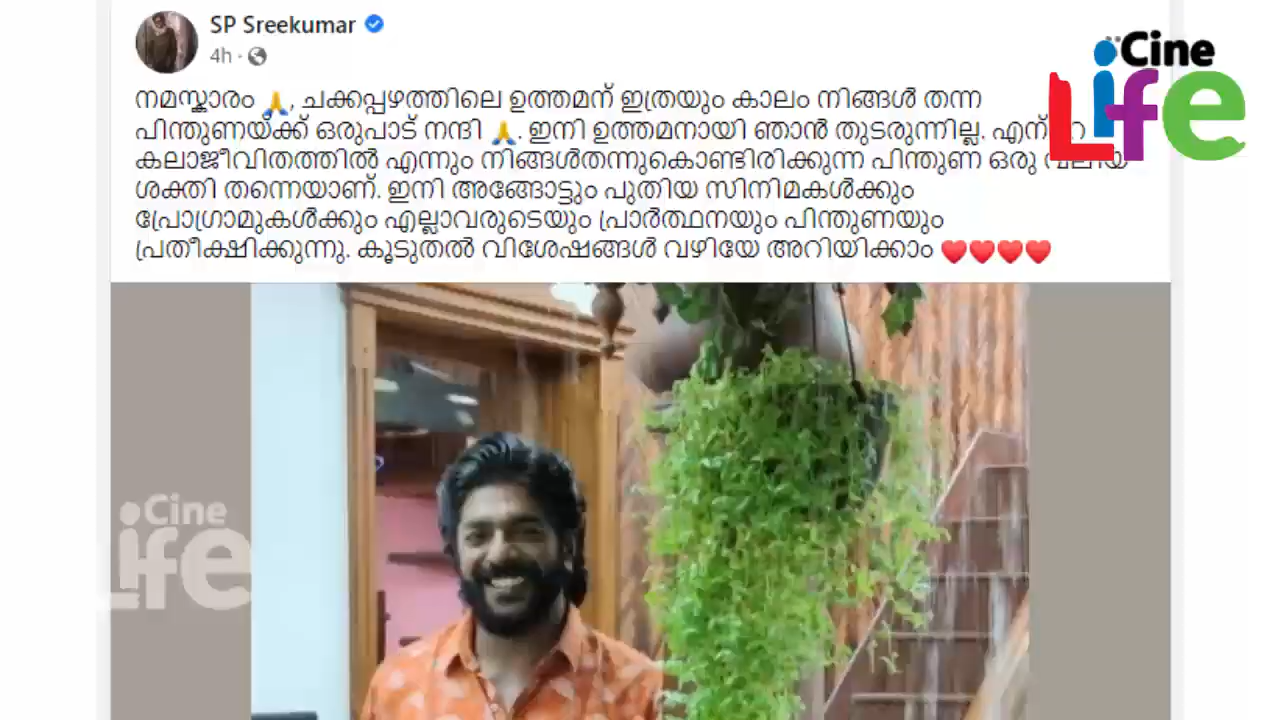 SP Sreekumar
4h
Cine
LiFe
നമസ്കാരം 🙏, ചക്കപ്പഴത്തിലെ ഉത്തമന് ഇത്രയും കാലം നിങ്ങൾ തന്ന
പിന്തുണയ്ക്ക് ഒരുപാട് നന്ദി 🙏. ഇനി ഉത്തമനായി ഞാൻ തുടരുന്നില്ല.
കലാജീവിതത്തിൽ എന്നും നിങ്ങൾതന്നുകൊണ്ടിരിക്കുന്ന പിന്തുണ ഒരു
ശക്തി തന്നെയാണ്. ഇനി അങ്ങോട്ടും പുതിയ സിനിമകൾക്കും
പ്രോഗ്രാമുകൾക്കും എല്ലാവരുടെയും പ്രാർത്ഥനയും പിന്തുണയും
പ്രതീക്ഷിക്കുന്നു. കൂടുതൽ വിശേഷങ്ങൾ വഴിയേ അറിയിക്കാം ❤️❤️❤️❤️
Cine
LiFe